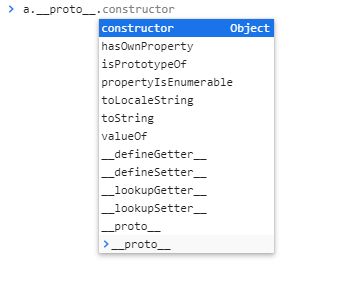 > a.__proto__.constructor
constructor Object
hasOwnProperty
isPrototypeOf
propertyIsEnumerable
toLocaleString
toString
valueOf
__defineGetter__
__defineSetter__
__lookupGetter__
__lookupSetter__
__proto__
> __proto__